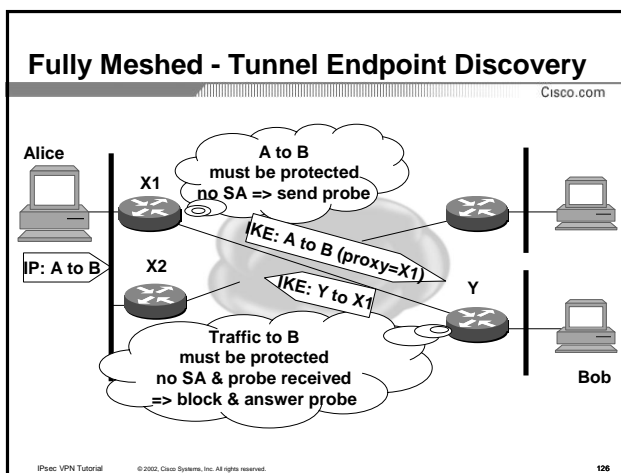 Fully Meshed - Tunnel Endpoint Discovery
Cisco.com
Alice
X1
A to B
must be protected
no SA => send probe
IKE: A to B (proxy=X1)
IP: A to B
X2
IKE: Y to X1
Y
Traffic to B
must be protected
no SA & probe received
=> block & answer probe
Bob
IPsec VPN Tutorial
© 2002, Cisco Systems, Inc. All rights reserved.
126